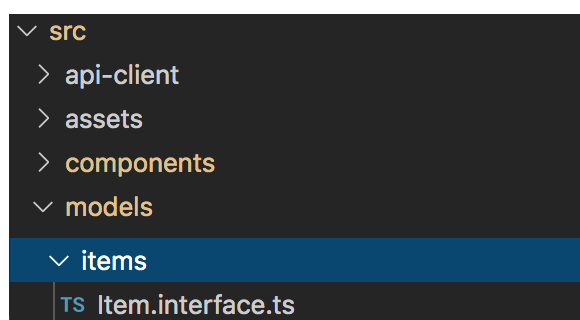 src
api-client
assets
components
models
items
TS Item.interface.ts